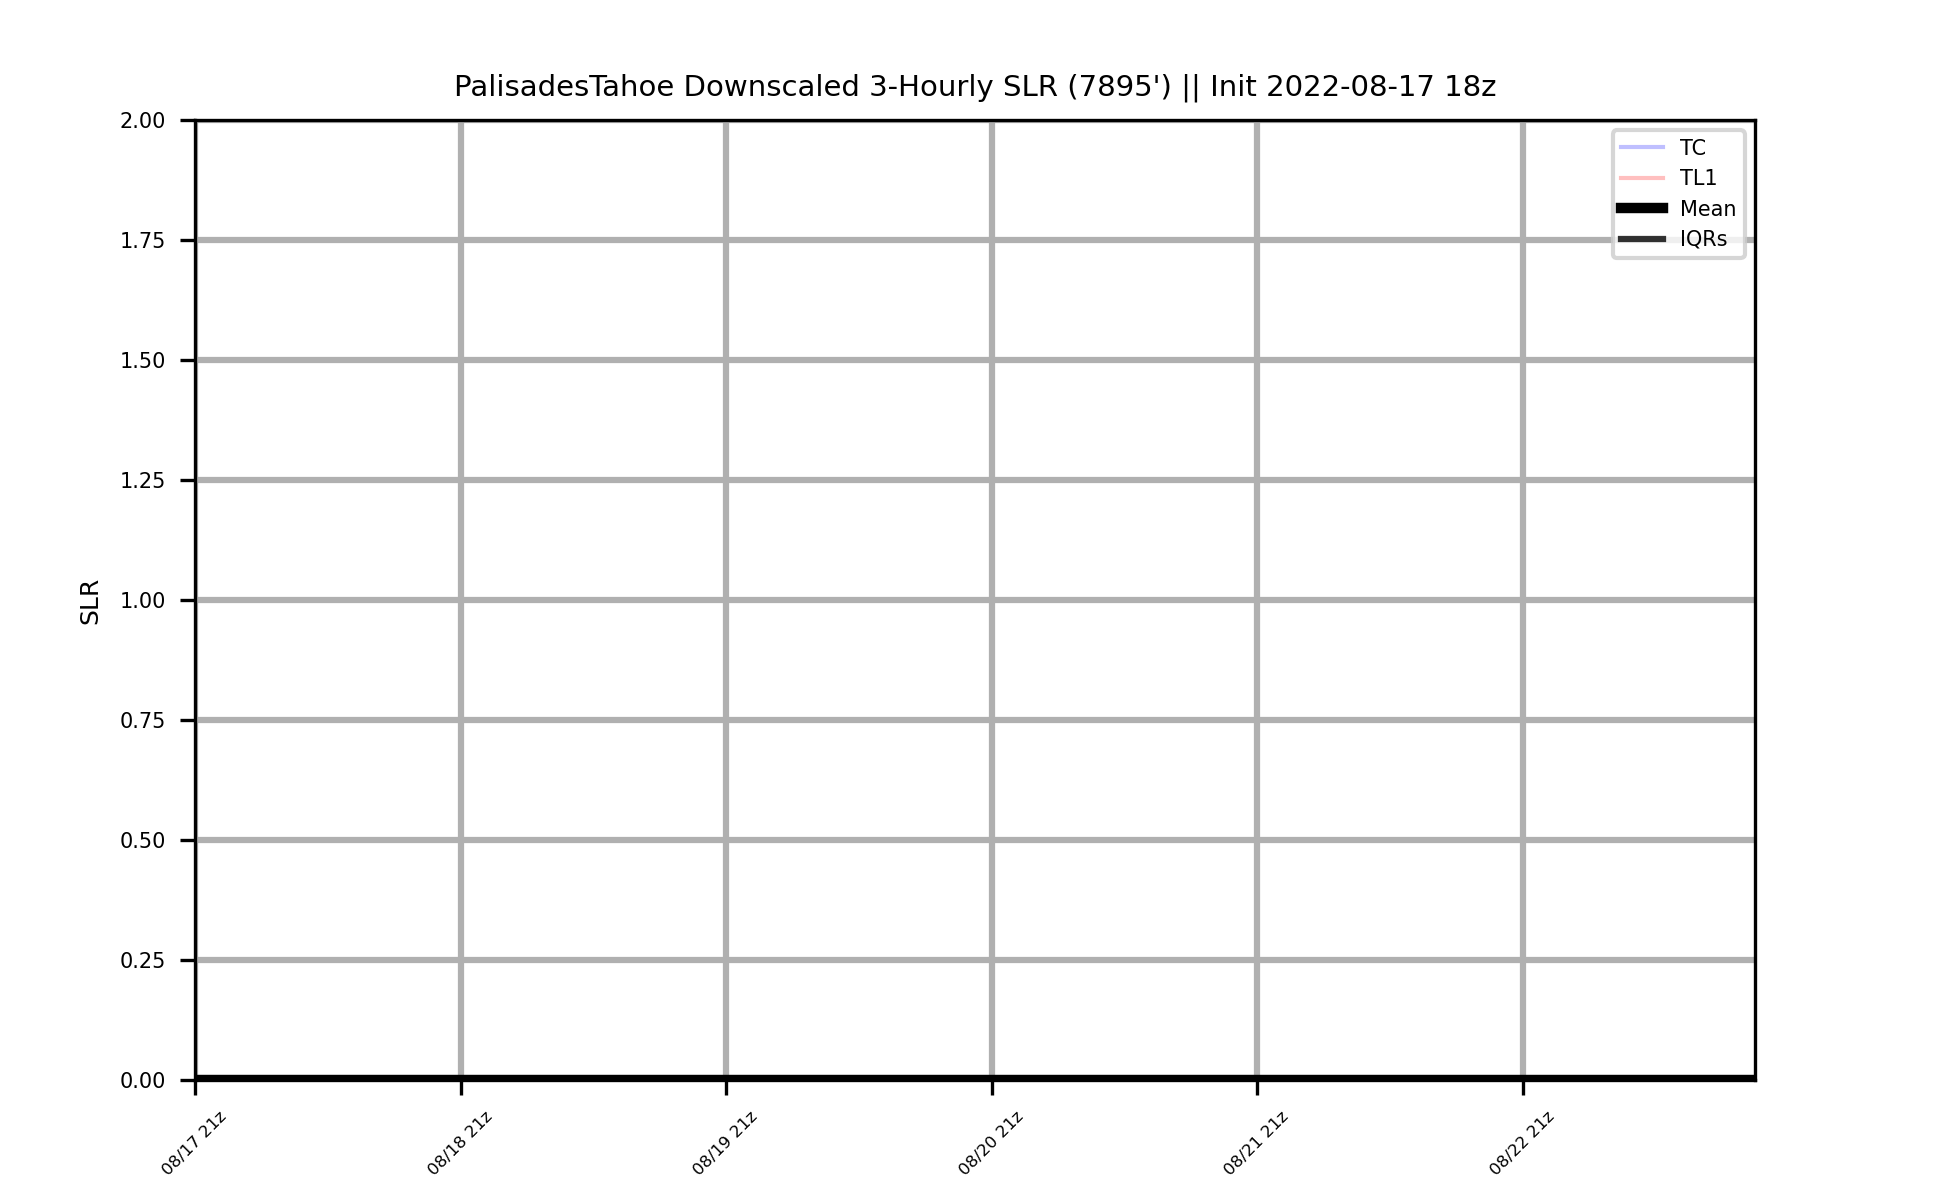 PalisadesTahoe Downscaled 3-Hourly SLR (7895') || Init 2022-08-17 18z
2.00
1.75
1.50
1.25
1.00
0.75
0.50
0.25
0.00
SLR
TC
TL1
Mean
IQRs
08/17 21z
08/18 21z
08/19 21z
08/20 21z
08/21 21z
08/22 21z